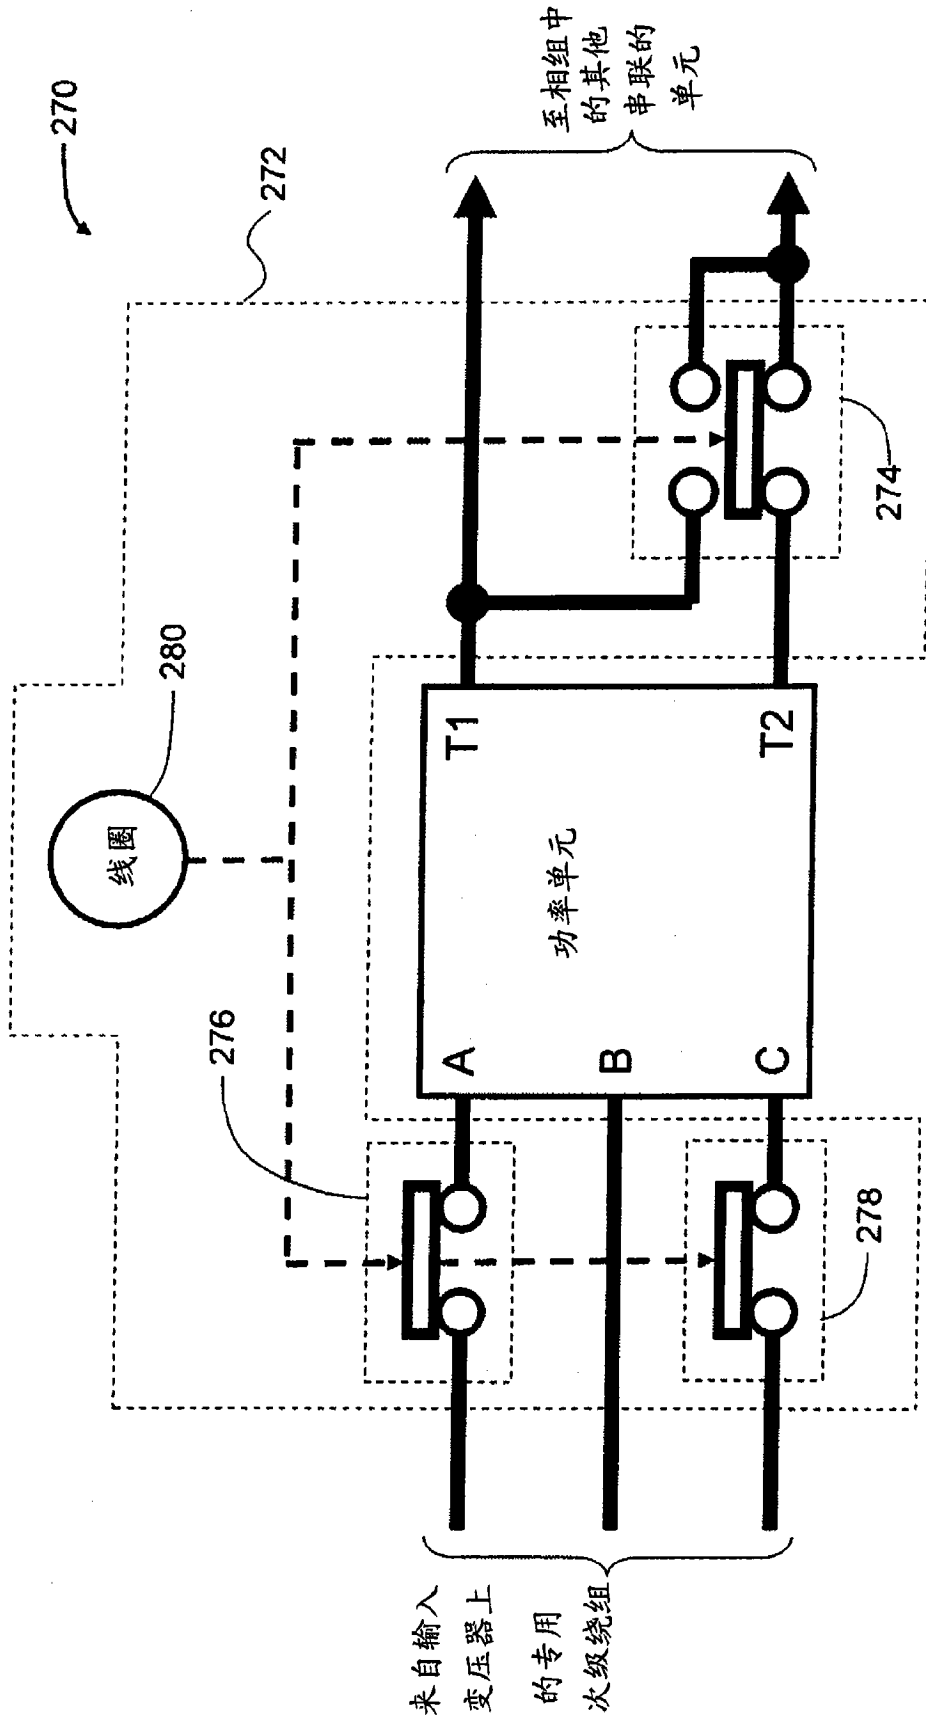 270
272
线圈
280
276
来自输入
变压器上
的专用
次级绕组
A
B
C
功率单元
T1
T2
278
274
至相组中
的其他
串联的
单元